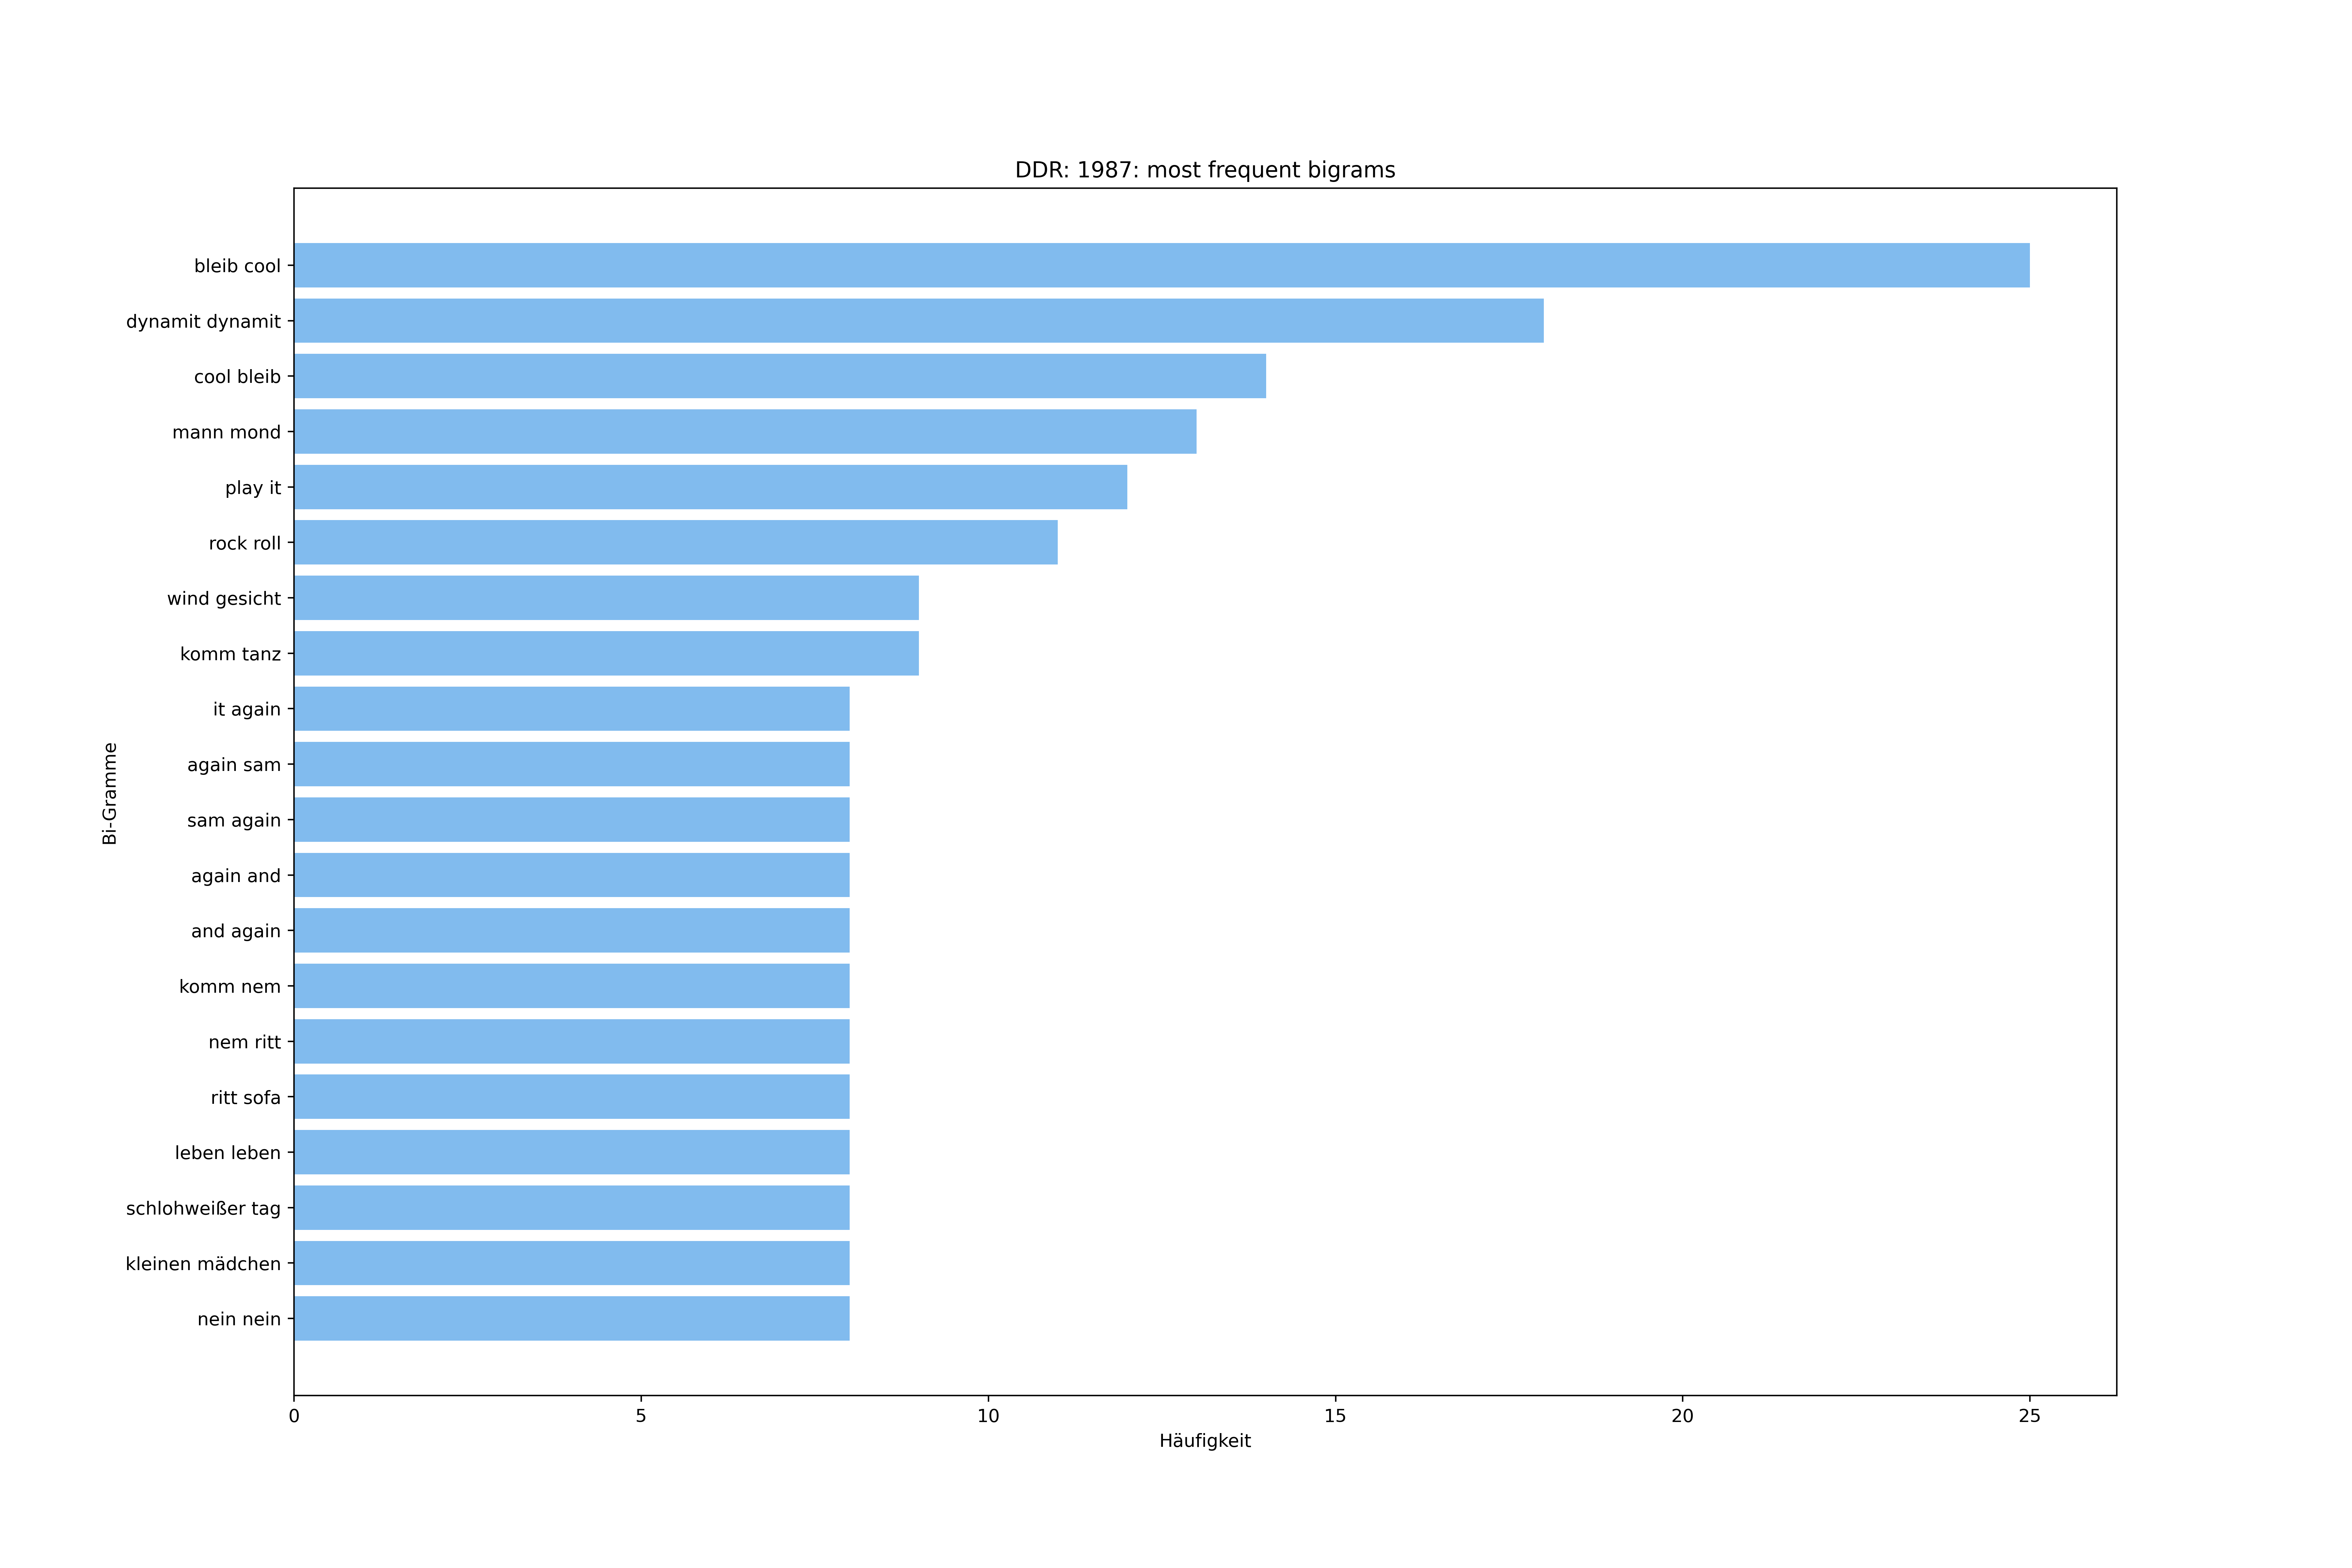 DDR: 1987: most frequent bigrams
bleib cool
dynamit dynamit
cool bleib
mann mond
play it
rock roll
wind gesicht
komm tanz
it again
again sam
sam again
again and
and again
komm nem
nem ritt
ritt sofa
leben leben
schlohweißer tag
kleinen mädchen
nein nein
Bi-Gramme
0 5 10 15 20 25
Häufigkeit